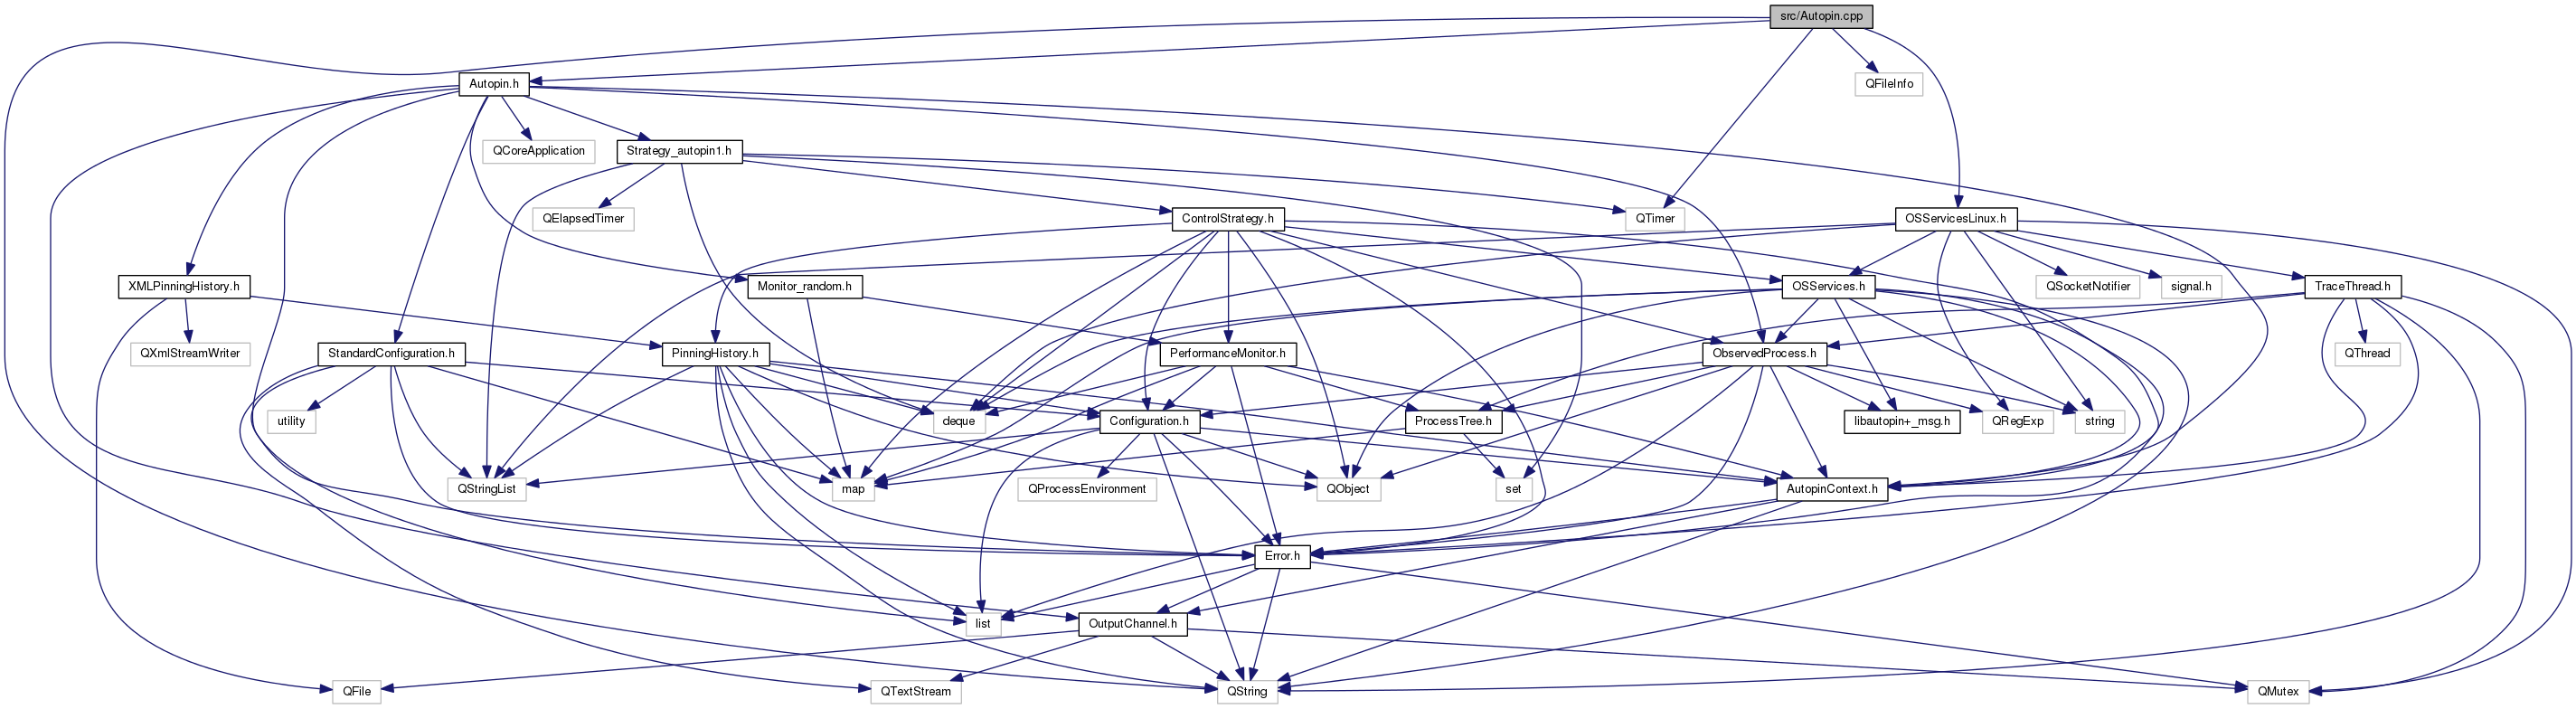 src/Autopin.cpp
Autopin.h
QFileInfo
QCoreApplication
Strategy_autopin1.h
QElapsedTimer
ControlStrategy.h
QTimer
OSServicesLinux.h
XMLPinningHistory.h
Monitor_random.h
OSServices.h
QSocketNotifier
signal.h
TraceThread.h
QXmlStreamWriter
StandardConfiguration.h
PinningHistory.h
PerformanceMonitor.h
ObservedProcess.h
QThread
utility
deque
Configuration.h
ProcessTree.h
libautopin+_msg.h
QRegExp
string
QStringList
map
QProcessEnvironment
QObject
set
AutopinContext.h
Error.h
list
OutputChannel.h
QFile
QTextStream
QString
QMutex